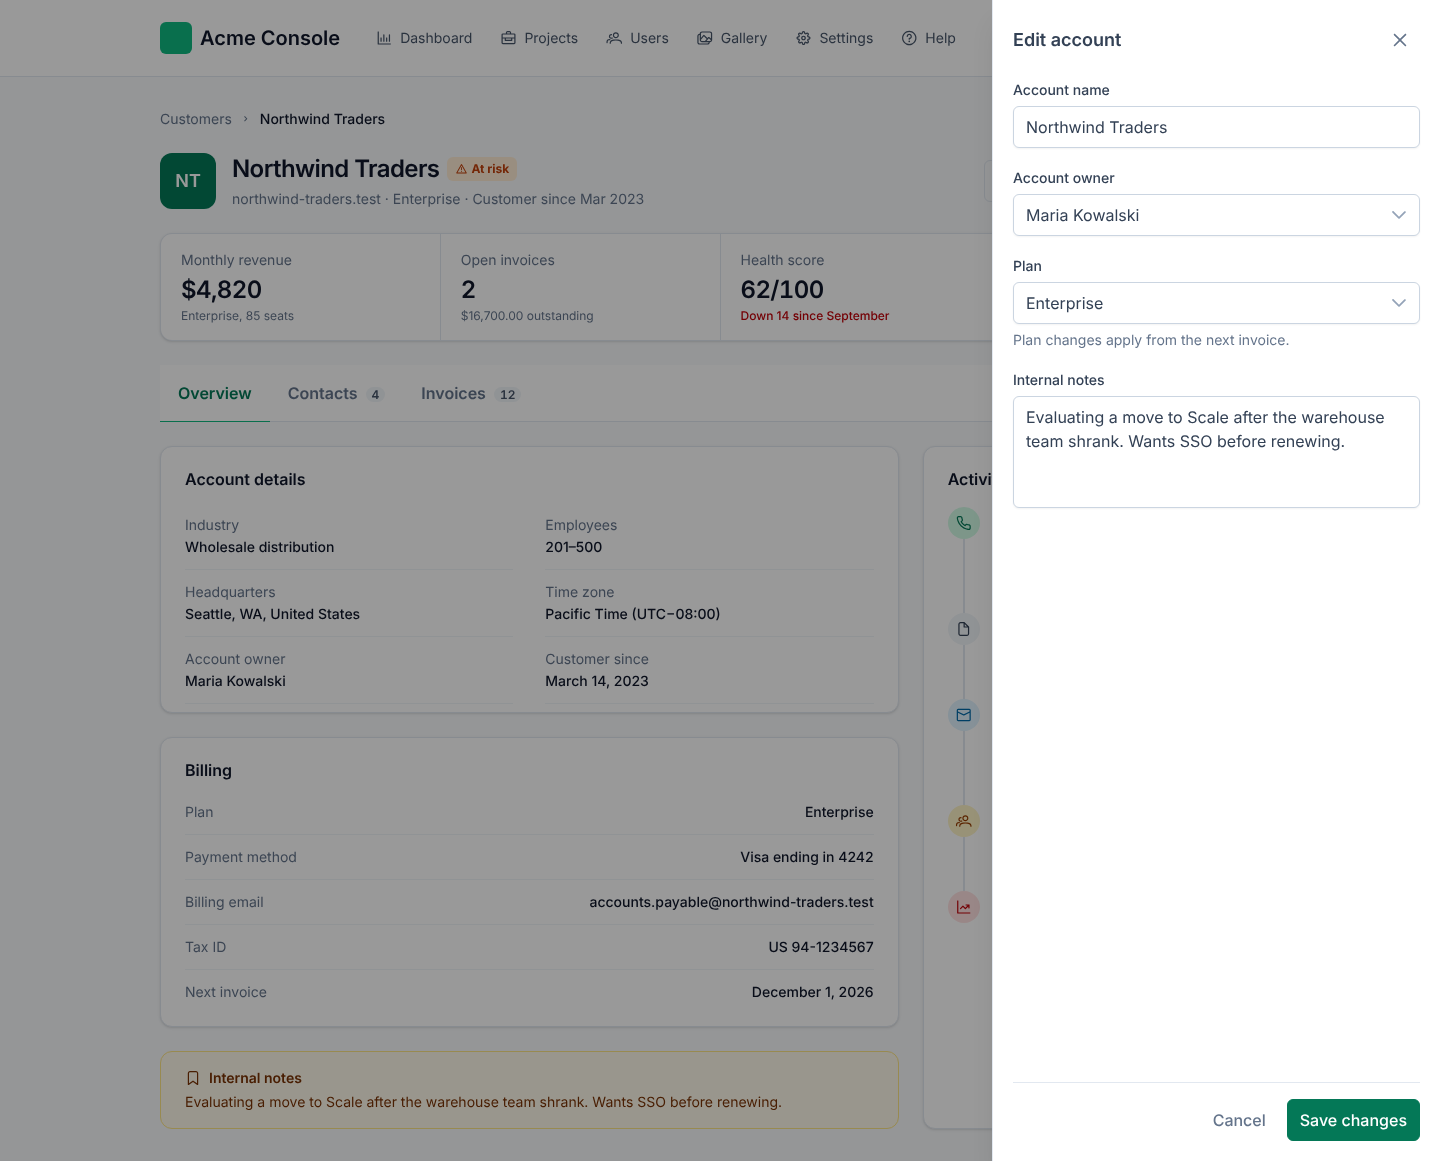 Acme Console
Dashboard
Projects
Users
Gallery
Settings
Help
Customers › Northwind Traders
NT
Northwind Traders
At risk
northwind-traders.test · Enterprise · Customer since Mar 2023
Monthly revenue
$4,820
Enterprise, 85 seats
Open invoices
2
$16,700.00 outstanding
Health score
62/100
Down 14 since September
Overview
Contacts 4
Invoices 12
Account details
Industry
Wholesale distribution
Employees
201–500
Headquarters
Seattle, WA, United States
Time zone
Pacific Time (UTC−08:00)
Account owner
Maria Kowalski
Customer since
March 14, 2023
Billing
Plan
Enterprise
Payment method
Visa ending in 4242
Billing email
accounts.payable@northwind-traders.test
Tax ID
US 94-1234567
Next invoice
December 1, 2026
Internal notes
Evaluating a move to Scale after the warehouse team shrank. Wants SSO before renewing.
Activi
Edit account
Account name
Northwind Traders
Account owner
Maria Kowalski
Plan
Enterprise
Plan changes apply from the next invoice.
Internal notes
Evaluating a move to Scale after the warehouse
team shrank. Wants SSO before renewing.
Cancel
Save changes